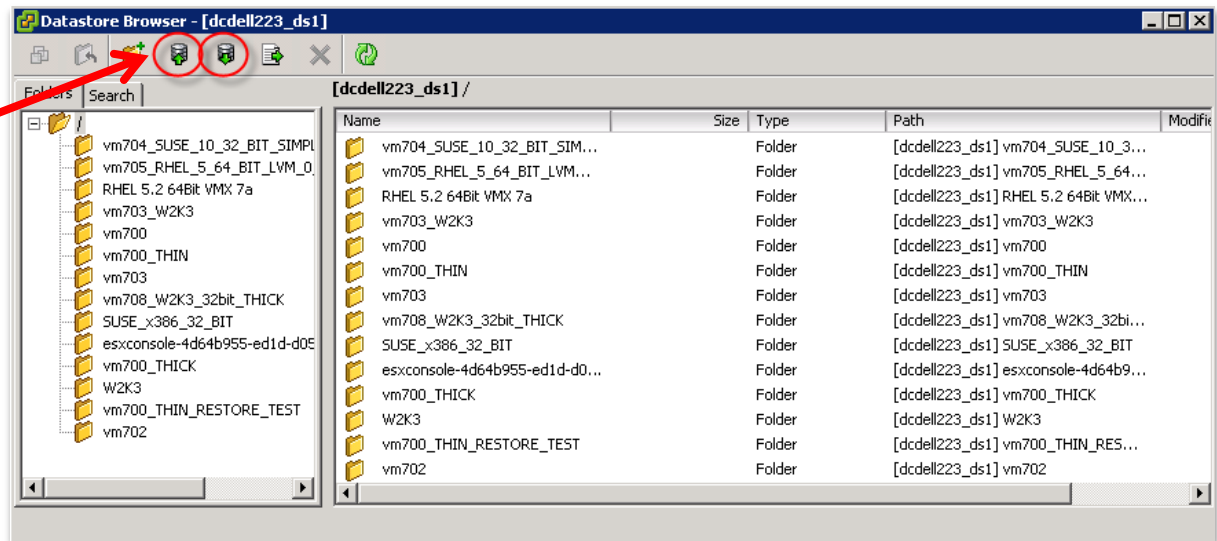 Datastore Browser - [dcdell223_ds1]
Folders Search
[dcdell223_ds1] /
/
vm704_SUSE_10_32_BIT_SIMPL
vm705_RHEL_5_64_BIT_LVM_0
RHEL 5.2 64Bit VMX 7a
vm703_W2K3
vm700
vm700_THIN
vm703
vm708_W2K3_32bit_THICK
SUSE_x386_32_BIT
esxconsole-4d64b955-ed1d-d05
vm700_THICK
W2K3
vm700_THIN_RESTORE_TEST
vm702
Name Size Type Path Modifie
vm704_SUSE_10_32_BIT_SIM... Folder [dcdell223_ds1] vm704_SUSE_10_3...
vm705_RHEL_5_64_BIT_LVM... Folder [dcdell223_ds1] vm705_RHEL_5_64...
RHEL 5.2 64Bit VMX 7a Folder [dcdell223_ds1] RHEL 5.2 64Bit VMX...
vm703_W2K3 Folder [dcdell223_ds1] vm703_W2K3
vm700 Folder [dcdell223_ds1] vm700
vm700_THIN Folder [dcdell223_ds1] vm700_THIN
vm703 Folder [dcdell223_ds1] vm703
vm708_W2K3_32bit_THICK Folder [dcdell223_ds1] vm708_W2K3_32bi...
SUSE_x386_32_BIT Folder [dcdell223_ds1] SUSE_x386_32_BIT
esxconsole-4d64b955-ed1d-d0... Folder [dcdell223_ds1] esxconsole-4d64b9...
vm700_THICK Folder [dcdell223_ds1] vm700_THICK
W2K3 Folder [dcdell223_ds1] W2K3
vm700_THIN_RESTORE_TEST Folder [dcdell223_ds1] vm700_THIN_RES...
vm702 Folder [dcdell223_ds1] vm702